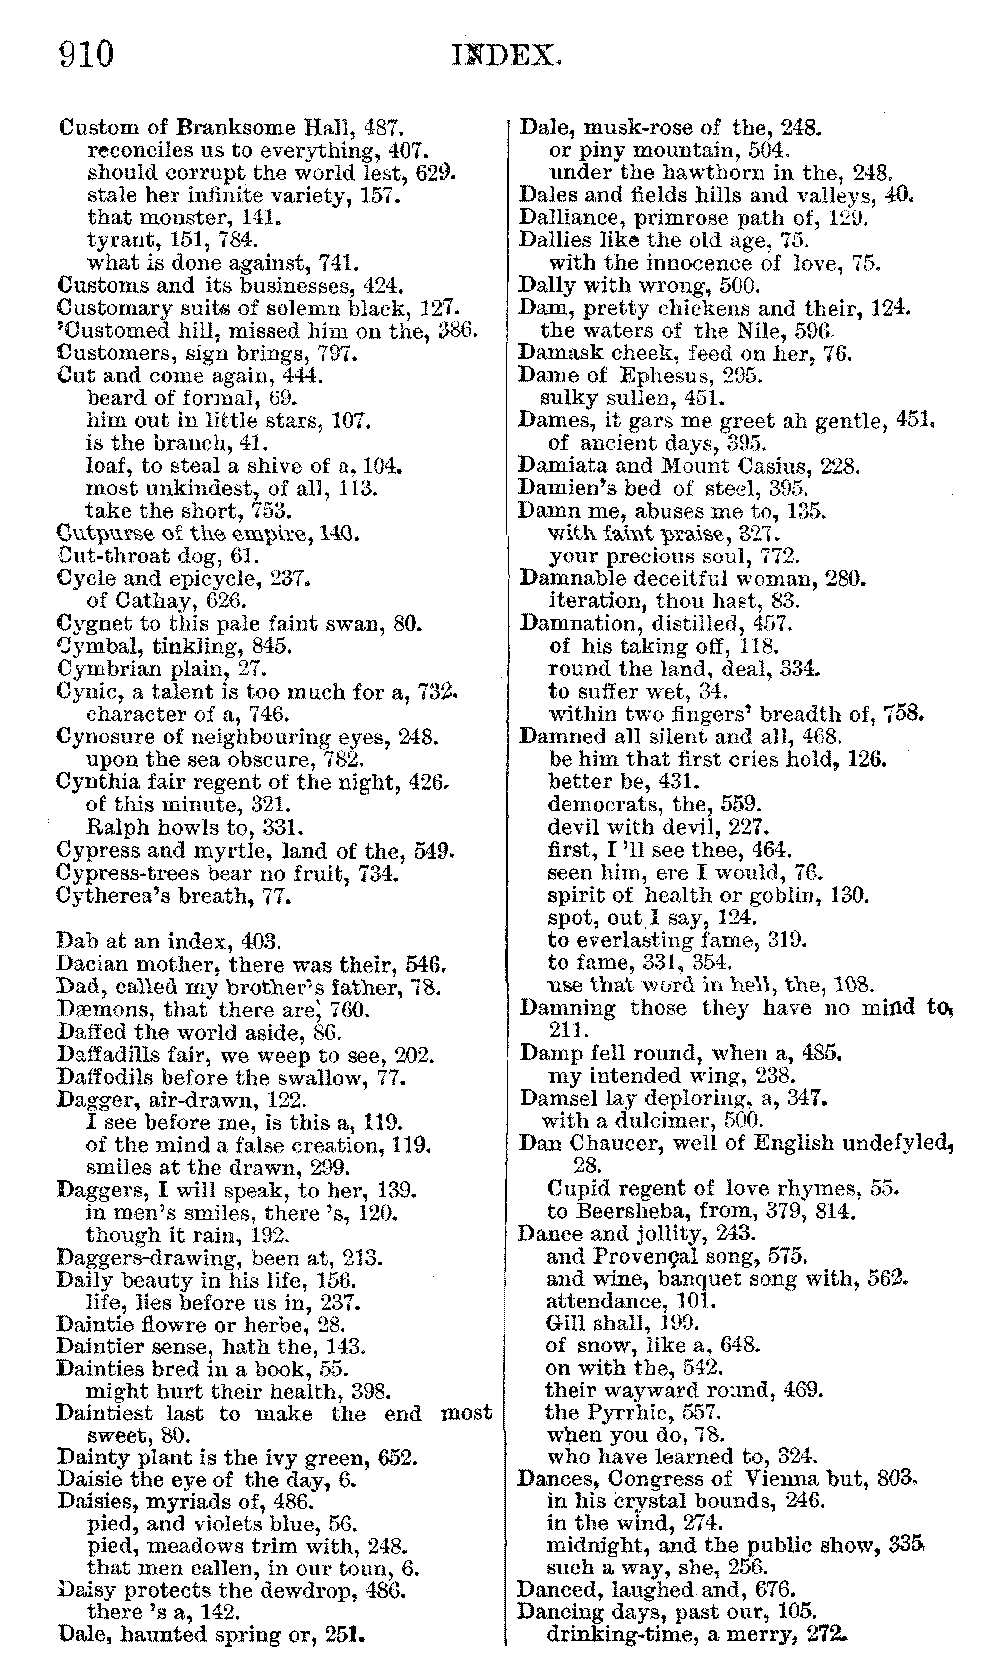 910 INDEX.
Custom of Branksome Hall, 487.
reconciles us to everything, 407.
should corrupt the world lest, 629.
stale her infinite variety, 157.
that monster, 141.
tyrant, 151, 784.
what is done against, 741.
Customs and its businesses, 424.
Customary suits of solemn black, 127.
'Customed hill, missed him on the, 386.
Customers, sign brings, 797.
Cut and come again, 444.
beard of formal, 69.
him out in little stars, 107.
is the branch, 41.
loaf, to steal a shive of a, 104.
most unkindest, of all, 113.
take the short, 753.
Cutpurse of the empire, 140.
Cut-throat dog, 61.
Cycle and epicycle, 237.
of Cathay, 626.
Cygnet to this pale faint swan, 80.
Cymbal, tinkling, 845.
Cymbrian plain, 27.
Cynic, a talent is too much for a, 732.
character of a, 746.
Cynosure of neighbouring eyes, 248.
upon the sea obscure, 782.
Cynthia fair regent of the night, 426.
of this minute, 321.
Ralph howls to, 331.
Cypress and myrtle, land of the, 549.
Cypress-trees bear no fruit, 734.
Cytherea's breath, 77.
Dab at an index, 403.
Dacian mother, there was their, 546.
Dad, called my brother's father, 78.
Dæmons, that there are, 760.
Daffed the world aside, 86.
Daffadills fair, we weep to see, 202.
Daffodils before the swallow, 77.
Dagger, air-drawn, 122.
I see before me, is this a, 119.
of the mind a false creation, 119.
smiles at the drawn, 299.
Daggers, I will speak, to her, 139.
in men's smiles, there 's, 120.
though it rain, 192.
Daggers-drawing, been at, 213.
Daily beauty in his life, 156.
life, lies before us in, 237.
Daintie flowre or herbe, 28.
Daintier sense, hath the, 143.
Dainties bred in a book, 55.
might hurt their health, 398.
Daintiest last to make the end most
sweet, 80.
Dainty plant is the ivy green, 652.
Daisie the eye of the day, 6.
Daisies, myriads of, 486.
pied, and violets blue, 56.
pied, meadows trim with, 248.
that men callen, in our toun, 6.
Daisy protects the dewdrop, 486.
there 's a, 142.
Dale, haunted spring or, 251.
Dale, musk-rose of the, 248.
or piny mountain, 504.
under the hawthorn in the, 248.
Dales and fields hills and valleys, 40.
Dalliance, primrose path of, 129.
Dallies like the old age, 75.
with the innocence of love, 75.
Dally with wrong, 500.
Dam, pretty chickens and their, 124.
the waters of the Nile, 596.
Damask cheek, feed on her, 76.
Dame of Ephesus, 295.
sulky sullen, 451.
Dames, it gars me greet ah gentle, 451.
of ancient days, 395.
Damiata and Mount Casius, 228.
Damien's bed of steel, 395.
Damn me, abuses me to, 135.
with faint praise, 327.
your precious soul, 772.
Damnable deceitful woman, 280.
iteration, thou hast, 83.
Damnation, distilled, 457.
of his taking off, 118.
round the land, deal, 334.
to suffer wet, 34.
within two fingers' breadth of, 758.
Damned all silent and all, 468.
be him that first cries hold, 126.
better be, 431.
democrats, the, 559.
devil with devil, 227.
first, I 'll see thee, 464.
seen him, ere I would, 76.
spirit of health or goblin, 130.
spot, out I say, 124.
to everlasting fame, 319.
to fame, 331, 354.
use that word in hell, the, 108.
Damning those they have no mind to,
211.
Damp fell round, when a, 485.
my intended wing, 238.
Damsel lay deploring, a, 347.
with a dulcimer, 500.
Dan Chaucer, well of English undefyled,
28.
Cupid regent of love rhymes, 55.
to Beersheba, from, 379, 814.
Dance and jollity, 243.
and Provençal song, 575.
and wine, banquet song with, 562.
attendance, 101.
Gill shall, 199.
of snow, like a, 648.
on with the, 542.
their wayward round, 469.
the Pyrrhic, 557.
when you do, 78.
who have learned to, 324.
Dances, Congress of Vienna but, 803.
in his crystal bounds, 246.
in the wind, 274.
midnight, and the public show, 335.
such a way, she, 256.
Danced, laughed and, 676.
Dancing days, past our, 105.
drinking-time, a merry, 272.